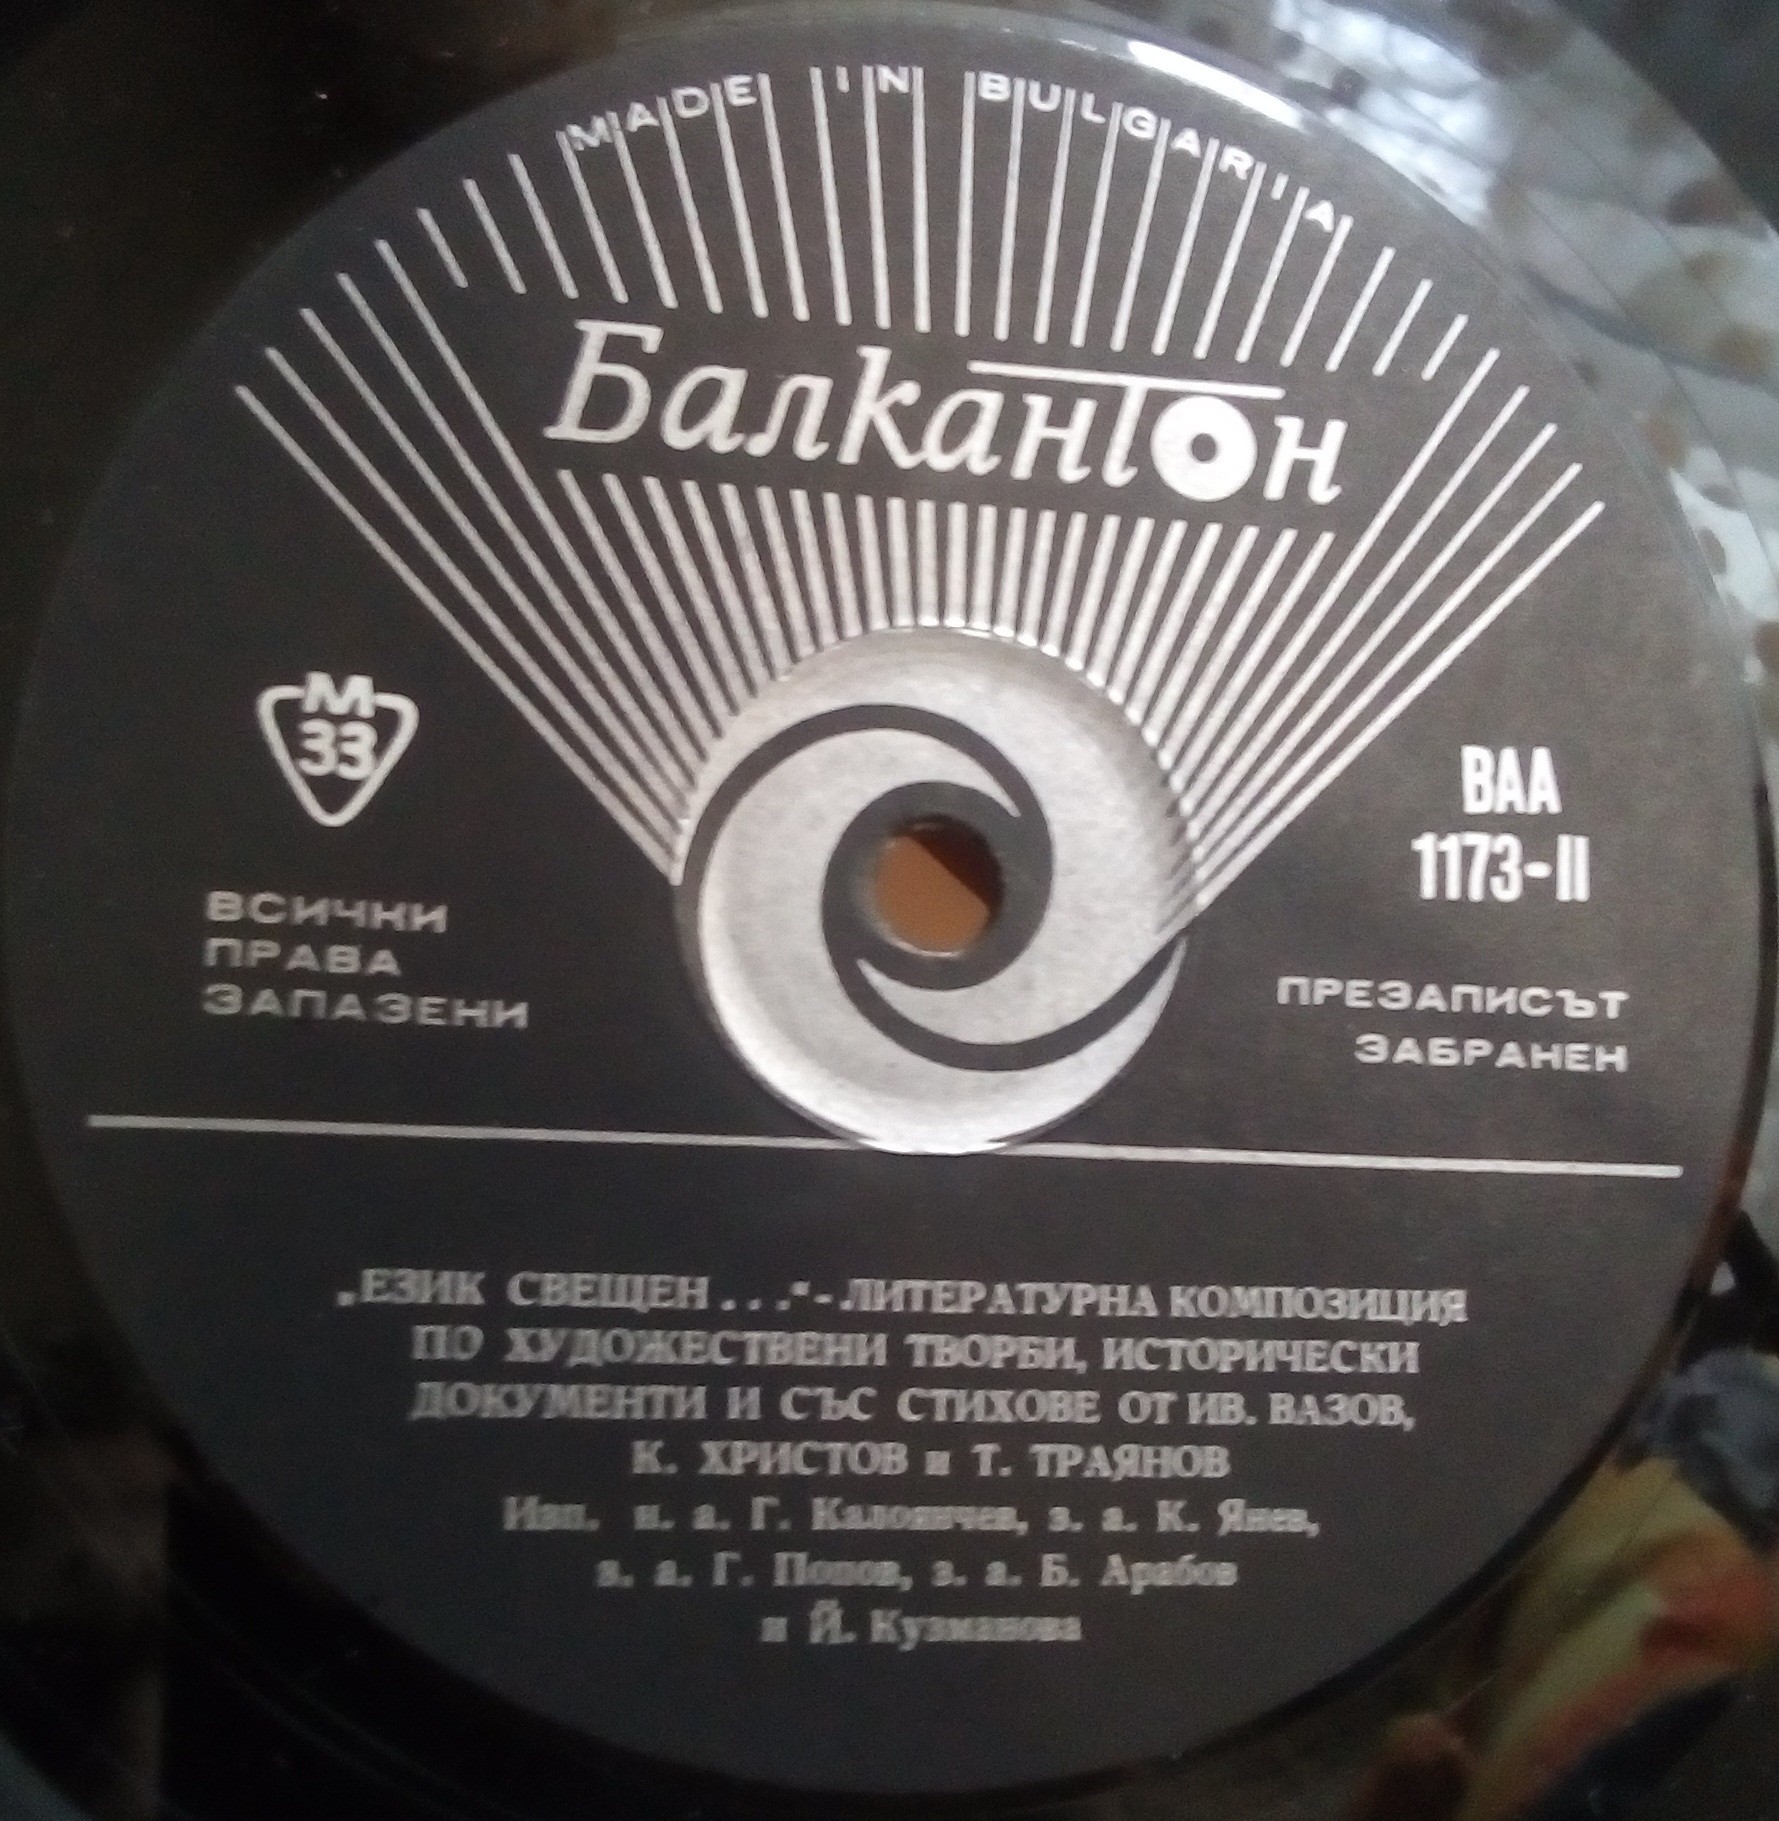 MADE IN BULGARIA
Балкантон
М
33
ВАА
1173-II
ВСИЧКИ
ПРАВА
ЗАПАЗЕНИ
ПРЕЗАПИСЪТ
ЗАБРАНЕН
„ЕЗИК СВЕЩЕН . . .“ - ЛИТЕРАТУРНА КОМПОЗИЦИЯ
ПО ХУДОЖЕСТВЕНИ ТВОРБИ, ИСТОРИЧЕСКИ
ДОКУМЕНТИ И СЪС СТИХОВЕ ОТ ИВ. ВАЗОВ,
К. ХРИСТОВ и Т. ТРАЯНОВ
Изп. н. а. Г. Калоянчев, з. а. К. Янев,
з. а. Г. Попов, з. а. Б. Арабов
и Й. Кузманова